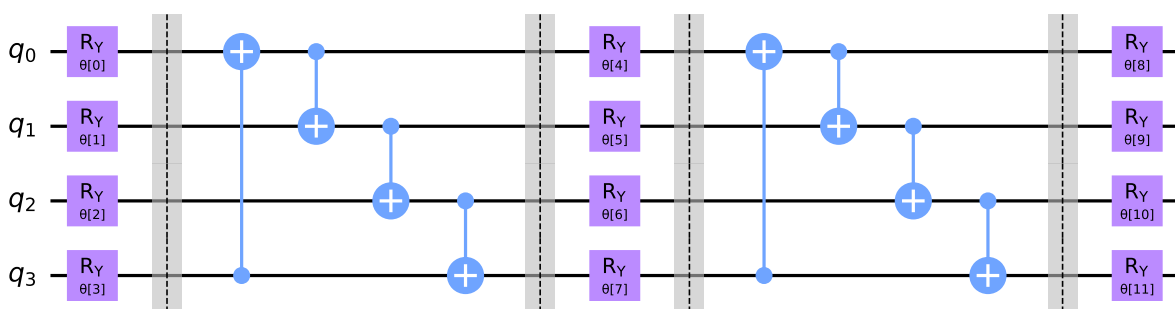 q0 RY θ[0] RY θ[4] RY θ[8]
q1 RY θ[1] RY θ[5] RY θ[9]
q2 RY θ[2] RY θ[6] RY θ[10]
q3 RY θ[3] RY θ[7] RY θ[11]